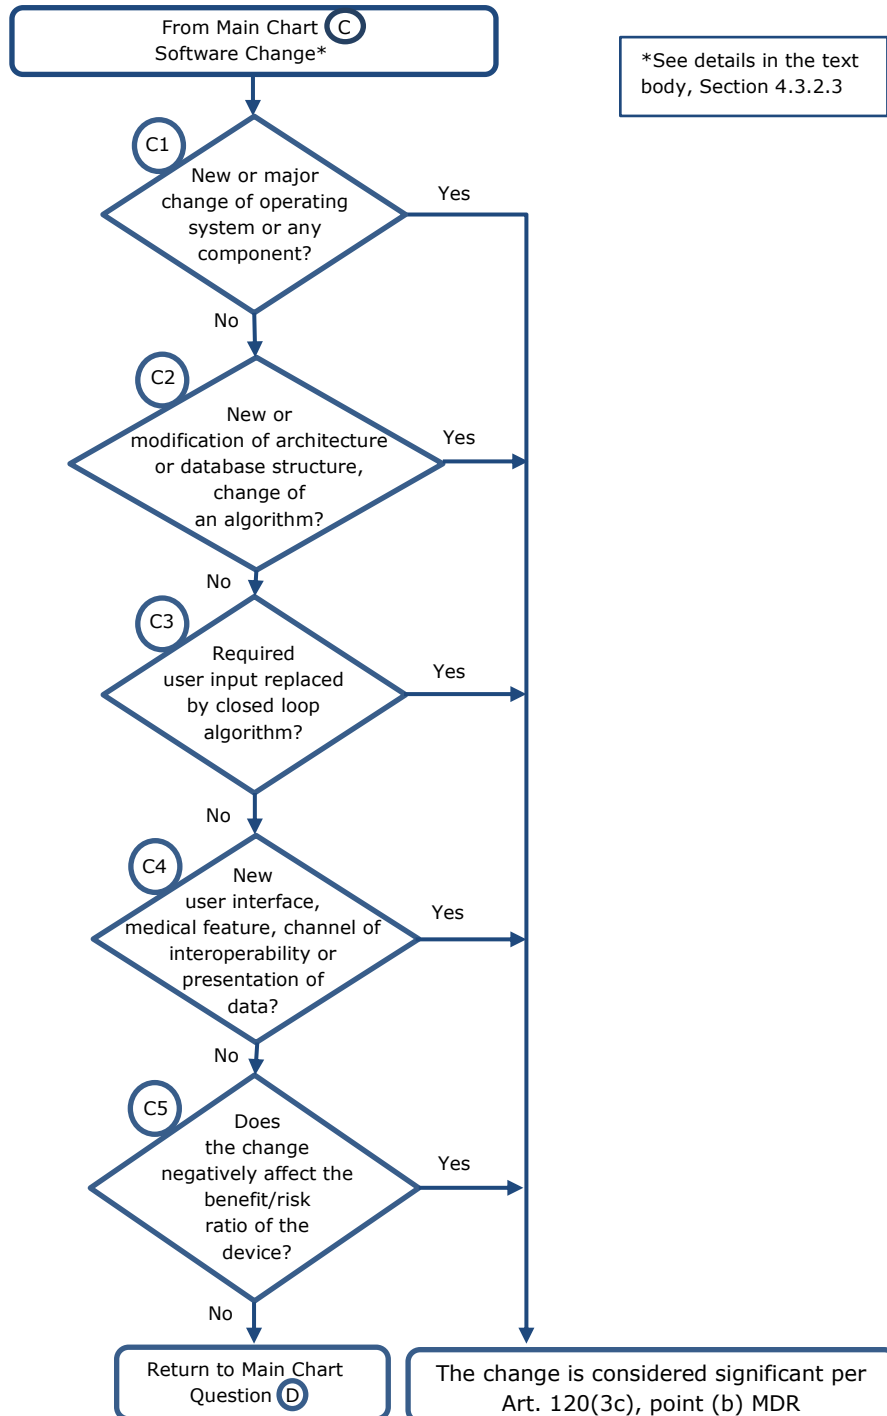 From Main Chart C
Software Change*
*See details in the text
body, Section 4.3.2.3
C1
New or major
change of operating
system or any
component?
Yes
No
C2
New or
modification of architecture
or database structure,
change of
an algorithm?
Yes
No
C3
Required
user input replaced
by closed loop
algorithm?
Yes
No
C4
New
user interface,
medical feature, channel of
interoperability or
presentation of
data?
Yes
No
C5
Does
the change
negatively affect the
benefit/risk
ratio of the
device?
Yes
No
Return to Main Chart
Question D
The change is considered significant per
Art. 120(3c), point (b) MDR